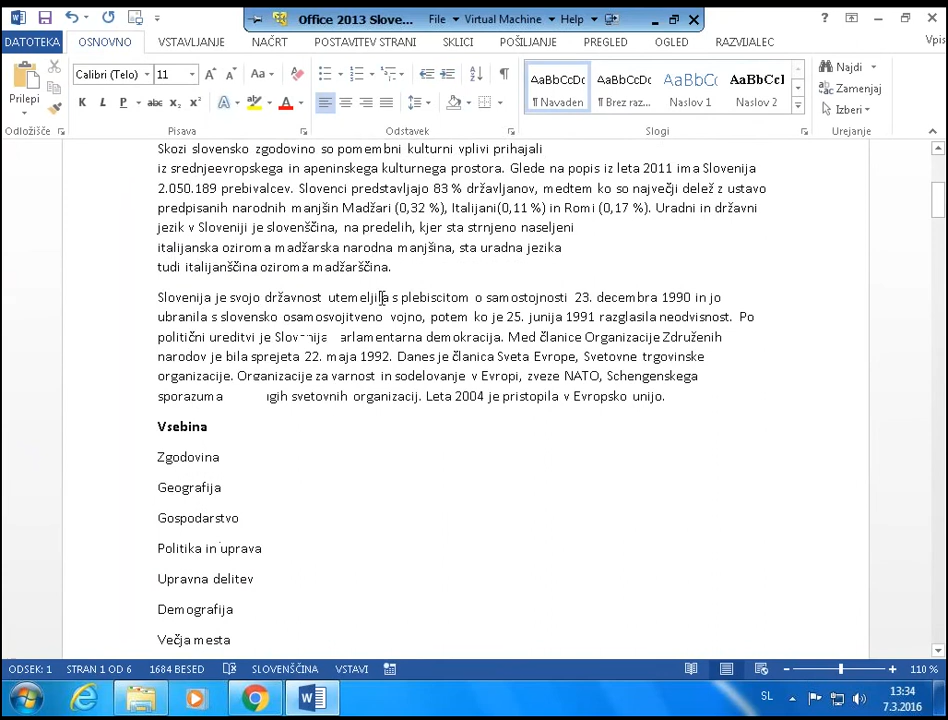 Office 2013 Slove... File Virtual Machine Help
DATOTEKA OSNOVNO VSTAVLJANJE NAČRT POSTAVITEV STRANI SKLICI POŠILJANJE PREGLED OGLED RAZVIJALEC Vpis
Prilepi
Calibri (Telo) 11
AaBbCcDc AaBbCcDc AaBbCc AaBbCcI
¶ Navaden ¶ Brez raz... Naslov 1 Naslov 2
Najdi
Zamenjaj
Izberi
Odložišče Pisava Odstavek Slogi Urejanje
Skozi slovensko zgodovino so pomembni kulturni vplivi prihajali
iz srednjeevropskega in apeninskega kulturnega prostora. Glede na popis iz leta 2011 ima Slovenija
2.050.189 prebivalcev. Slovenci predstavljajo 83 % državljanov, medtem ko so največji delež z ustavo
predpisanih narodnih manjšin Madžari (0,32 %), Italijani(0,11 %) in Romi (0,17 %). Uradni in državni
jezik v Sloveniji je slovenščina, na predelih, kjer sta strnjeno naseljeni
italijanska oziroma madžarska narodna manjšina, sta uradna jezika
tudi italijanščina oziroma madžarščina.
Slovenija je svojo državnost utemeljila s plebiscitom o samostojnosti 23. decembra 1990 in jo
ubranila s slovensko osamosvojitveno vojno, potem ko je 25. junija 1991 razglasila neodvisnost. Po
politični ureditvi je Slovenija arlamentarna demokracija. Med članice Organizacije Združenih
narodov je bila sprejeta 22. maja 1992. Danes je članica Sveta Evrope, Svetovne trgovinske
organizacije. Organizacije za varnost in sodelovanje v Evropi, zveze NATO, Schengenskega
sporazuma ugih svetovnih organizacij. Leta 2004 je pristopila v Evropsko unijo.
Vsebina
Zgodovina
Geografija
Gospodarstvo
Politika in uprava
Upravna delitev
Demografija
Večja mesta
ODSEK: 1 STRAN 1 OD 6 1684 BESED SLOVENŠČINA VSTAVI 110 %
SL 13:34
7.3.2016